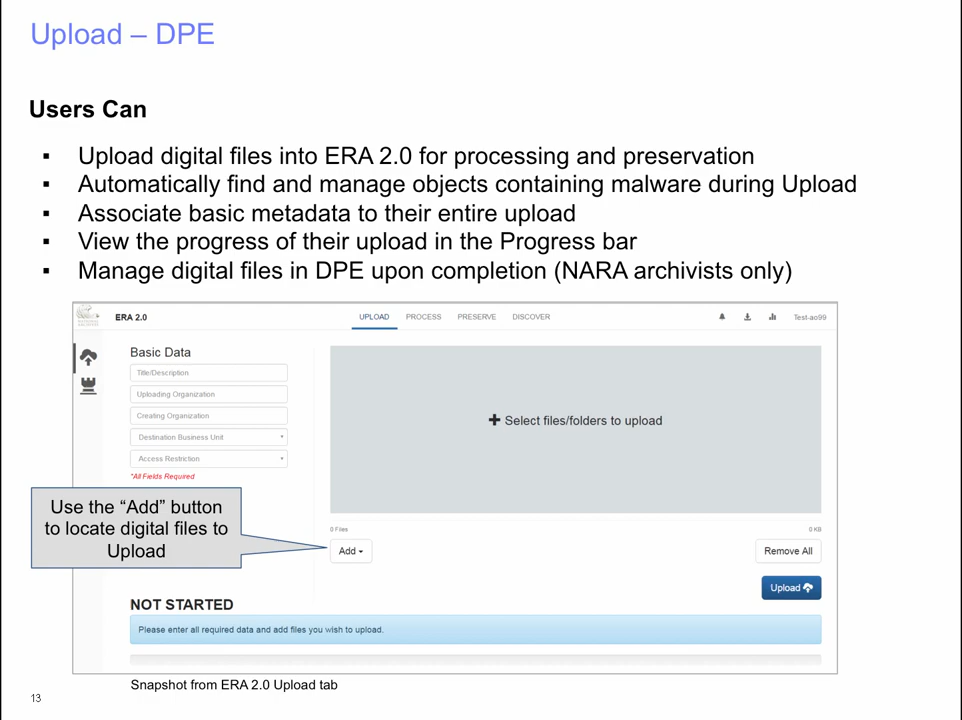 Upload – DPE
Users Can
▪ Upload digital files into ERA 2.0 for processing and preservation
▪ Automatically find and manage objects containing malware during Upload
▪ Associate basic metadata to their entire upload
▪ View the progress of their upload in the Progress bar
▪ Manage digital files in DPE upon completion (NARA archivists only)
ERA 2.0 UPLOAD PROCESS PRESERVE DISCOVER Test-ao99
Basic Data
Title/Description
Uploading Organization
Creating Organization
Destination Business Unit
Access Restriction
*All Fields Required
Select files/folders to upload
Use the “Add” button
to locate digital files to
Upload
0 Files 0 KB
Add Remove All
Upload
NOT STARTED
Please enter all required data and add files you wish to upload.
Snapshot from ERA 2.0 Upload tab
13